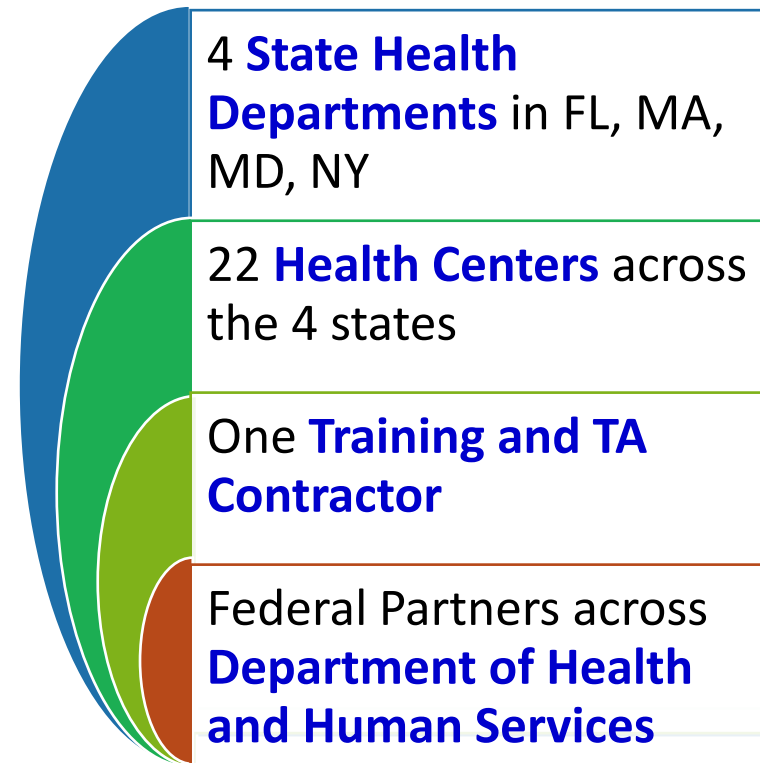 4 State Health
Departments in FL, MA,
MD, NY
22 Health Centers across
the 4 states
One Training and TA
Contractor
Federal Partners across
Department of Health
and Human Services